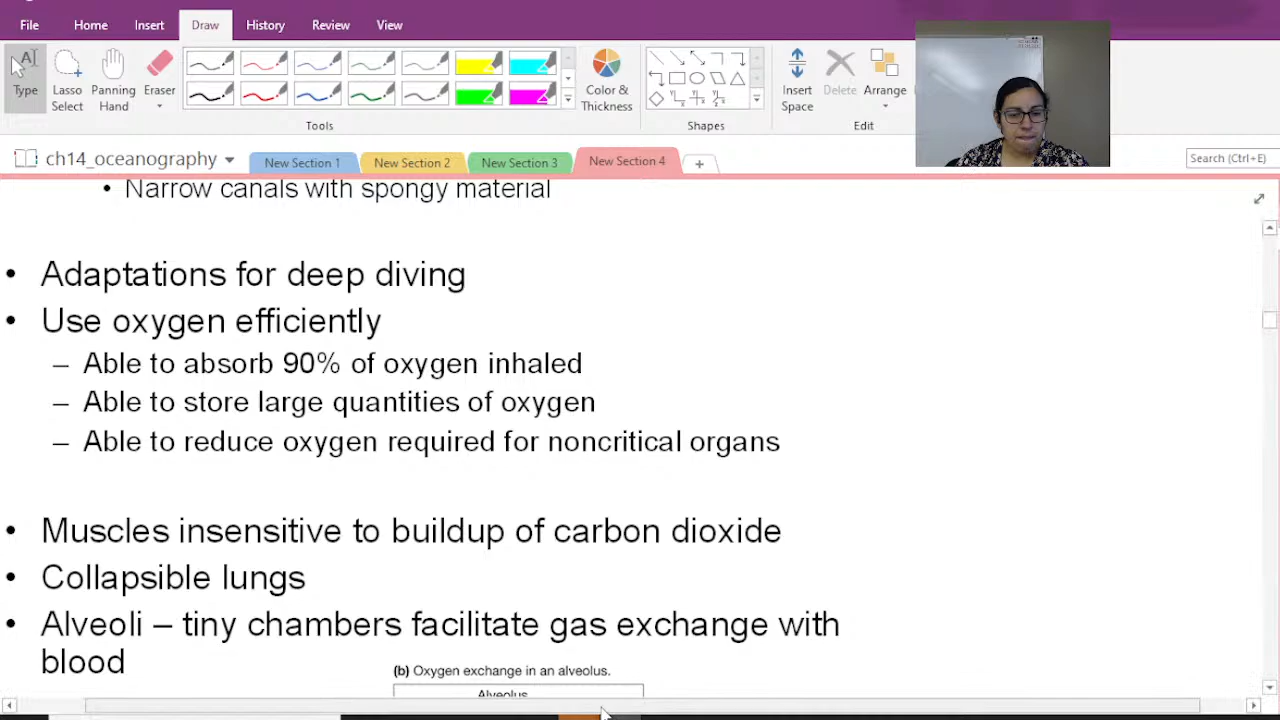 File Home Insert Draw History Review View
Type
Lasso Select
Panning Hand
Eraser
Color & Thickness
Insert Space
Delete
Arrange
Tools
Shapes
Edit
ch14_oceanography
New Section 1
New Section 2
New Section 3
New Section 4
+
Search (Ctrl+E)
• Narrow canals with spongy material
• Adaptations for deep diving
• Use oxygen efficiently
– Able to absorb 90% of oxygen inhaled
– Able to store large quantities of oxygen
– Able to reduce oxygen required for noncritical organs
• Muscles insensitive to buildup of carbon dioxide
• Collapsible lungs
• Alveoli – tiny chambers facilitate gas exchange with
blood
(b) Oxygen exchange in an alveolus.
Alveolus